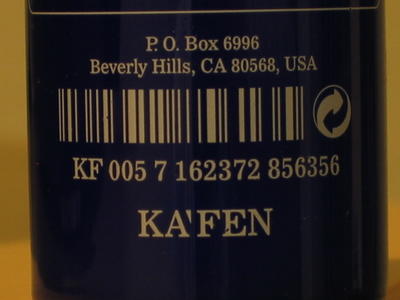 P. O. Box 6996
Beverly Hills, CA 80568, USA
KF 005 7 162372 856356
KA'FEN